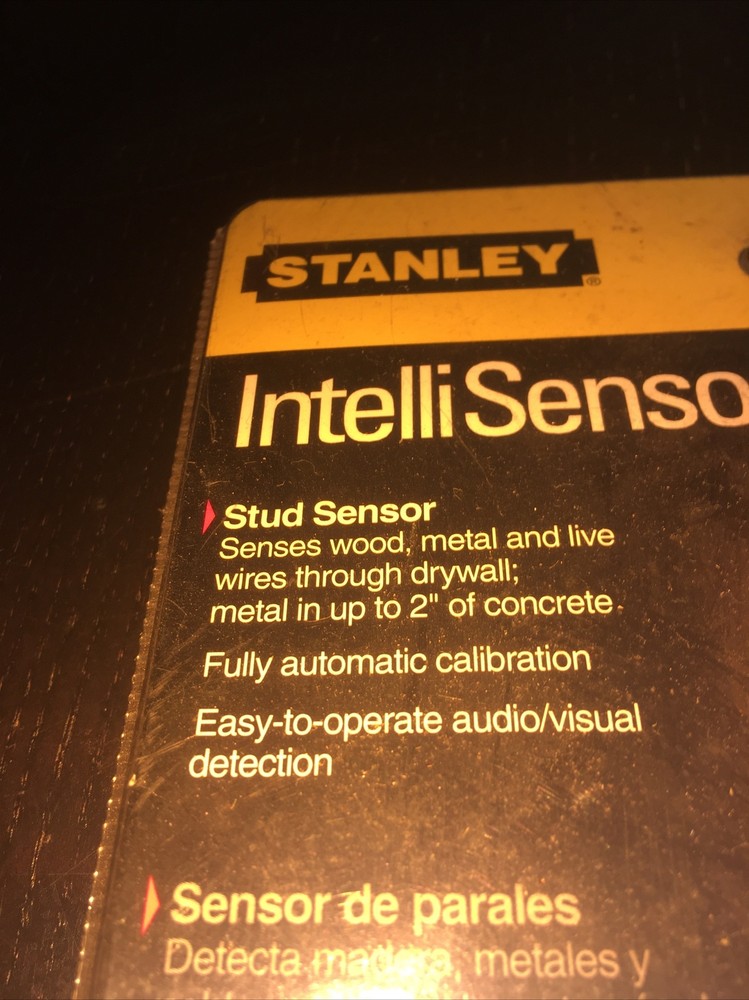 STANLEY®
IntelliSenso
Stud Sensor
Senses wood, metal and live
wires through drywall;
metal in up to 2" of concrete.
Fully automatic calibration
Easy-to-operate audio/visual
detection
Sensor de parales
Detecta madera, metales y